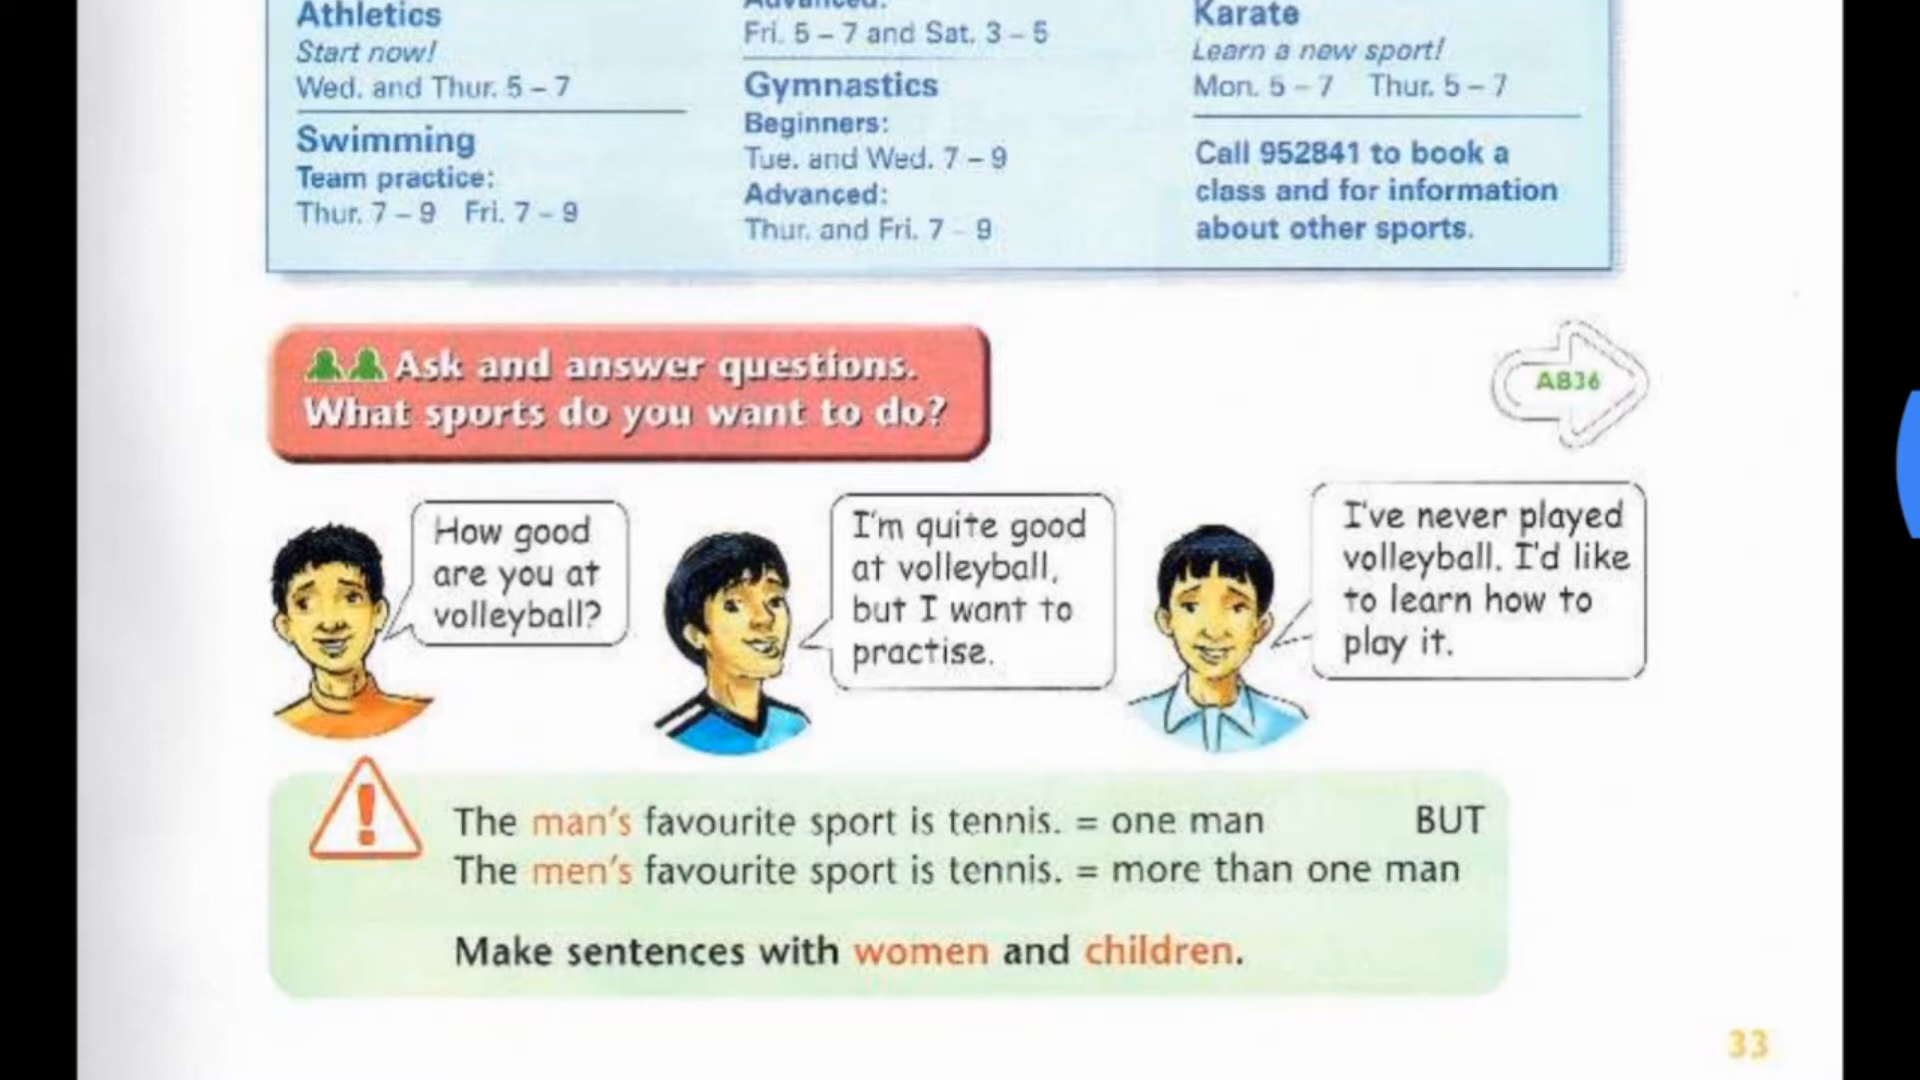 Athletics
Start now!
Wed. and Thur. 5 – 7
Swimming
Team practice:
Thur. 7 – 9 Fri. 7 – 9
Advanced:
Fri. 5 – 7 and Sat. 3 – 5
Gymnastics
Beginners:
Tue. and Wed. 7 – 9
Advanced:
Thur. and Fri. 7 – 9
Karate
Learn a new sport!
Mon. 5 – 7 Thur. 5 – 7
Call 952841 to book a
class and for information
about other sports.
Ask and answer questions.
What sports do you want to do?
AB36
How good
are you at
volleyball?
I'm quite good
at volleyball,
but I want to
practise.
I've never played
volleyball. I'd like
to learn how to
play it.
!
The man's favourite sport is tennis. = one man BUT
The men's favourite sport is tennis. = more than one man
Make sentences with women and children.
33